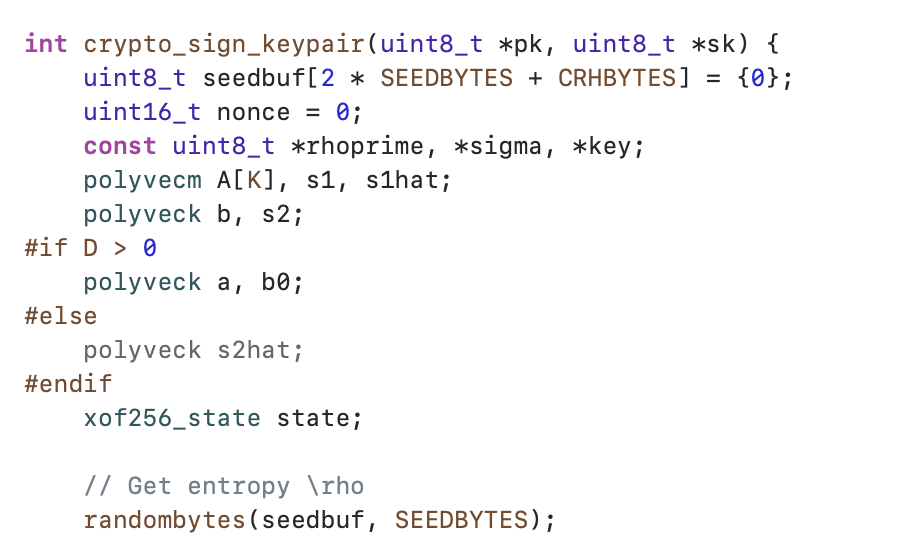 int crypto_sign_keypair(uint8_t *pk, uint8_t *sk) {
    uint8_t seedbuf[2 * SEEDBYTES + CRHBYTES] = {0};
    uint16_t nonce = 0;
    const uint8_t *rhoprime, *sigma, *key;
    polyvecm A[K], s1, s1hat;
    polyveck b, s2;
#if D > 0
    polyveck a, b0;
#else
    polyveck s2hat;
#endif
    xof256_state state;

    // Get entropy \rho
    randombytes(seedbuf, SEEDBYTES);